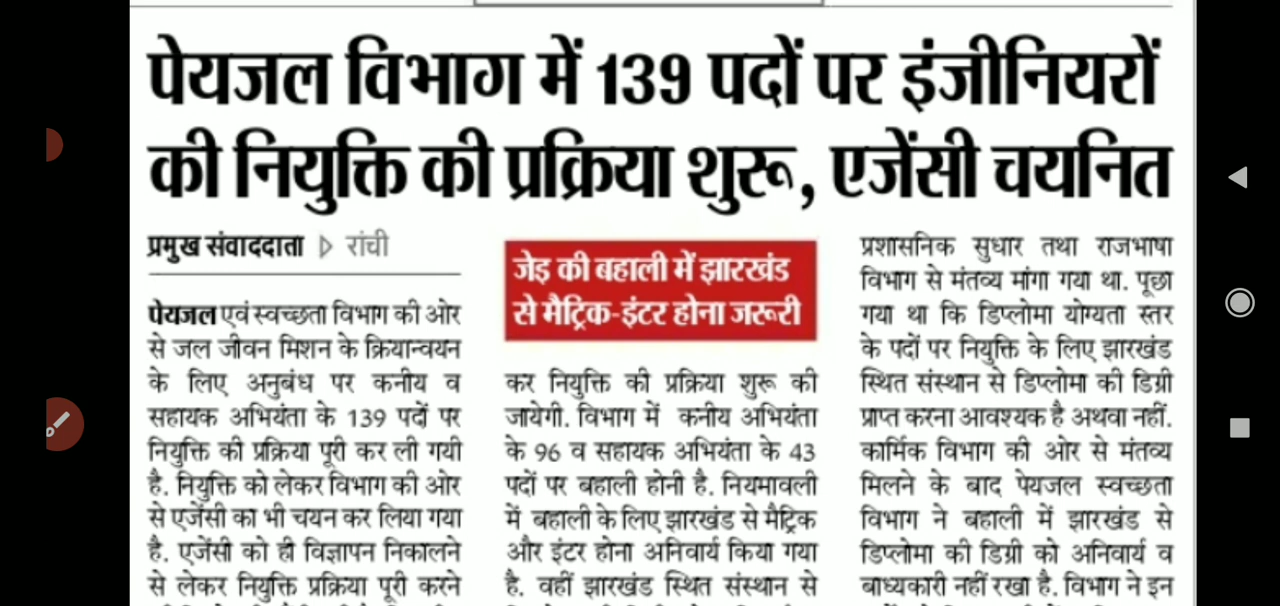 पेयजल विभाग में 139 पदों पर इंजीनियरों
की नियुक्ति की प्रक्रिया शुरू, एजेंसी चयनित
प्रमुख संवाददाता ▷ रांची
पेयजल एवं स्वच्छता विभाग की ओर
से जल जीवन मिशन के क्रियान्वयन
के लिए अनुबंध पर कनीय व
सहायक अभियंता के 139 पदों पर
नियुक्ति की प्रक्रिया पूरी कर ली गयी
है. नियुक्ति को लेकर विभाग की ओर
से एजेंसी का भी चयन कर लिया गया
है. एजेंसी को ही विज्ञापन निकालने
से लेकर नियुक्ति प्रक्रिया पूरी करने
जेइ की बहाली में झारखंड
से मैट्रिक-इंटर होना जरूरी
कर नियुक्ति की प्रक्रिया शुरू की
जायेगी. विभाग में कनीय अभियंता
के 96 व सहायक अभियंता के 43
पदों पर बहाली होनी है. नियमावली
में बहाली के लिए झारखंड से मैट्रिक
और इंटर होना अनिवार्य किया गया
है. वहीं झारखंड स्थित संस्थान से
प्रशासनिक सुधार तथा राजभाषा
विभाग से मंतव्य मांगा गया था. पूछा
गया था कि डिप्लोमा योग्यता स्तर
के पदों पर नियुक्ति के लिए झारखंड
स्थित संस्थान से डिप्लोमा की डिग्री
प्राप्त करना आवश्यक है अथवा नहीं.
कार्मिक विभाग की ओर से मंतव्य
मिलने के बाद पेयजल स्वच्छता
विभाग ने बहाली में झारखंड से
डिप्लोमा की डिग्री को अनिवार्य व
बाध्यकारी नहीं रखा है. विभाग ने इन